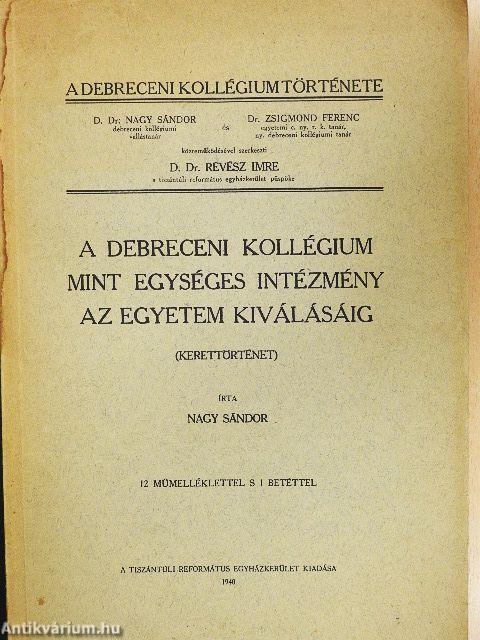 A DEBRECENI KOLLÉGIUM TÖRTÉNETE
D. Dr. NAGY SÁNDOR
debreceni kollégiumi
vallástanár
és
Dr. ZSIGMOND FERENC
egyetemi c. ny. r. k. tanár,
ny. debreceni kollégiumi tanár
közreműködésével szerkeszti
D. Dr. RÉVÉSZ IMRE
a tiszántúli református egyházkerület püspöke
A DEBRECENI KOLLÉGIUM
MINT EGYSÉGES INTÉZMÉNY
AZ EGYETEM KIVÁLÁSÁIG
(KERETTÖRTÉNET)
ÍRTA
NAGY SÁNDOR
12 MŰMELLÉKLETTEL S 1 BETÉTTEL
A TISZÁNTÚLI REFORMÁTUS EGYHÁZKERÜLET KIADÁSA
1940
Antikvárium.hu